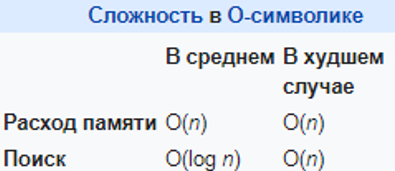 Сложность в О-символике
В среднем В худшем
случае
Расход памяти O(n) O(n)
Поиск O(log n) O(n)